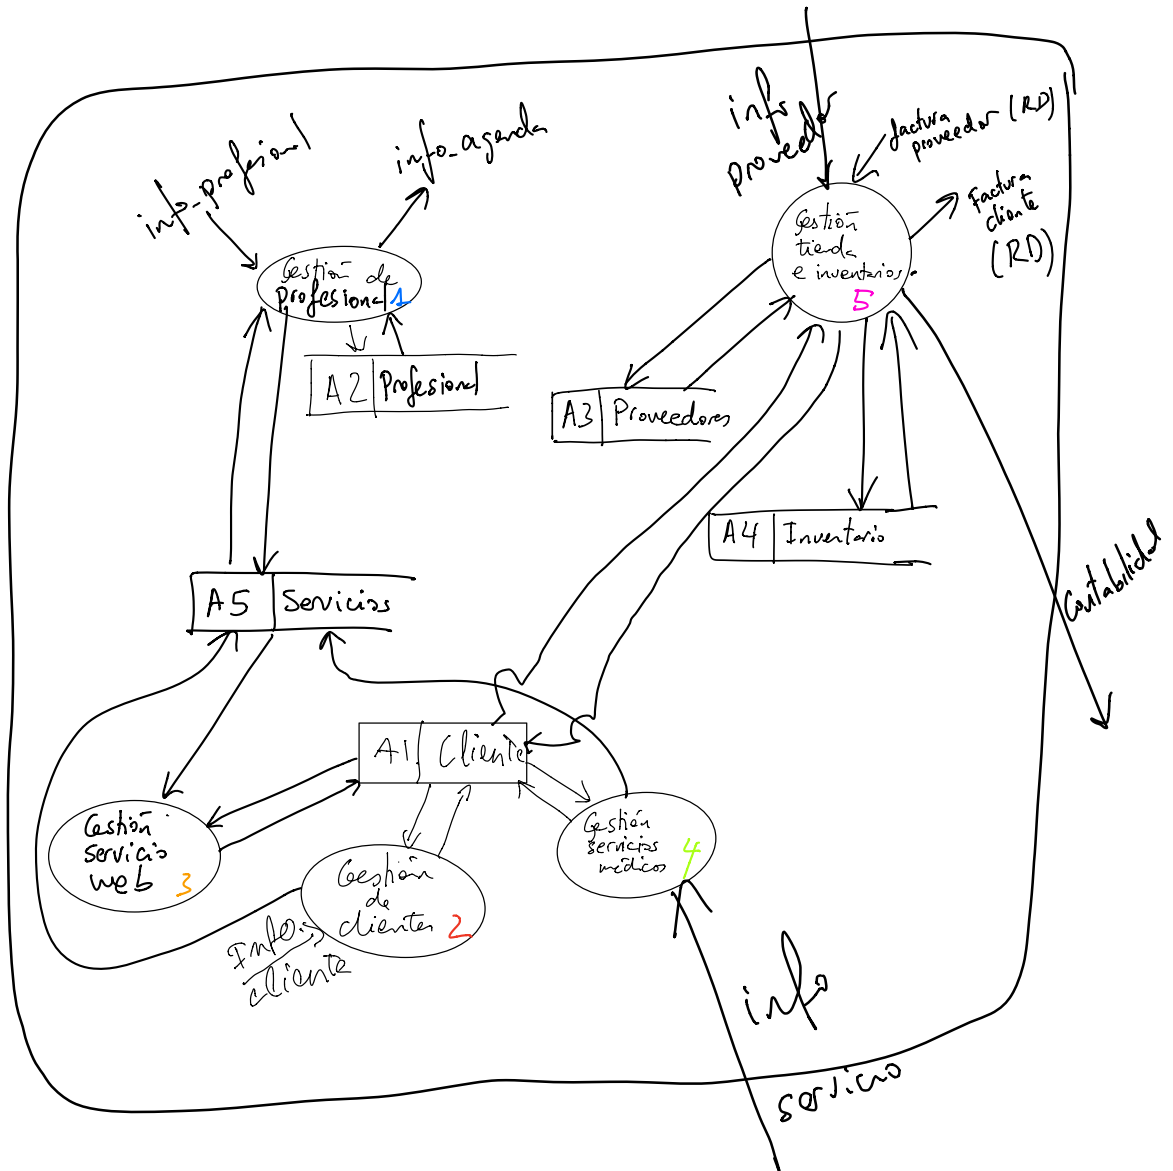 info_profesional
info_agenda
info
proveedor
factura
proveedor (RD)
Factura
cliente
(RD)
Gestión de
profesional 1
A2 Profesional
Gestión
tienda
e inventarios.
5
A3 Proveedores
A4 Inventario
Contabilidad
A5 Servicios
A1 Cliente
Gestión
servicio
web 3
Gestión
de
clientes 2
Info.
cliente
Gestión
servicios
médicos 4
info
servicio